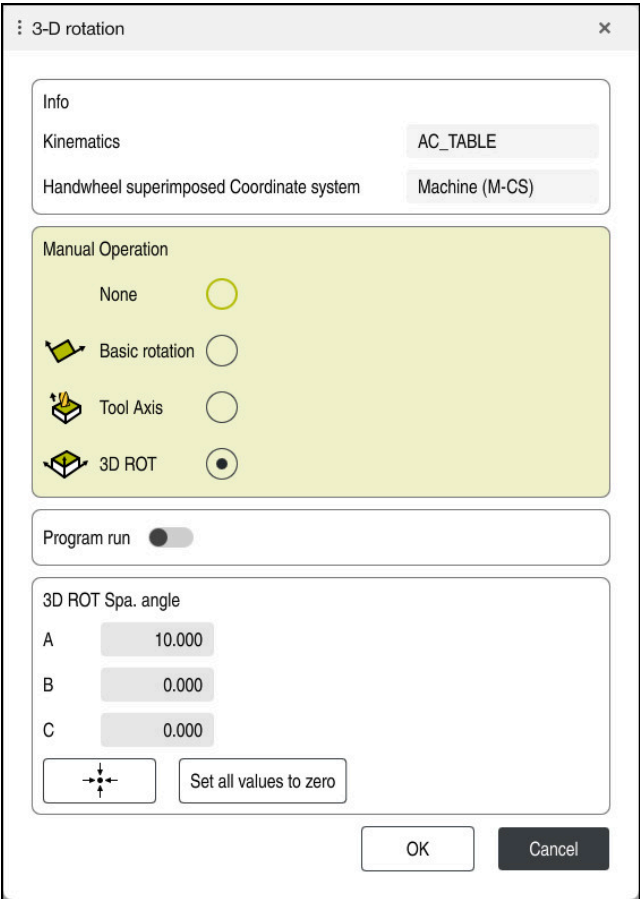 3-D rotation
Info
Kinematics AC_TABLE
Handwheel superimposed Coordinate system Machine (M-CS)
Manual Operation
None
Basic rotation
Tool Axis
3D ROT
Program run
3D ROT Spa. angle
A 10.000
B 0.000
C 0.000
Set all values to zero
OK Cancel